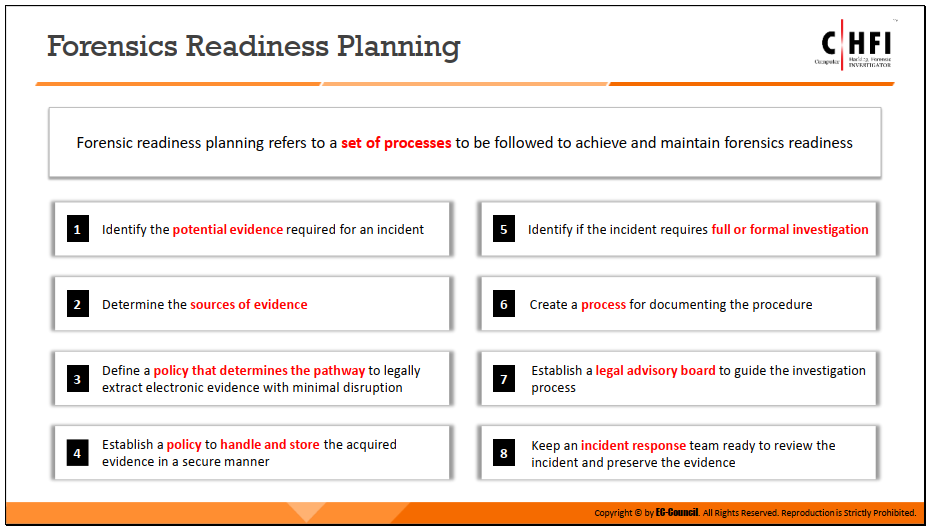 Forensics Readiness Planning
C HFI
Computer Hacking Forensic
INVESTIGATOR
Forensic readiness planning refers to a set of processes to be followed to achieve and maintain forensics readiness
1 Identify the potential evidence required for an incident
2 Determine the sources of evidence
3 Define a policy that determines the pathway to legally
extract electronic evidence with minimal disruption
4 Establish a policy to handle and store the acquired
evidence in a secure manner
5 Identify if the incident requires full or formal investigation
6 Create a process for documenting the procedure
7 Establish a legal advisory board to guide the investigation
process
8 Keep an incident response team ready to review the
incident and preserve the evidence
Copyright © by EC-Council. All Rights Reserved. Reproduction is Strictly Prohibited.